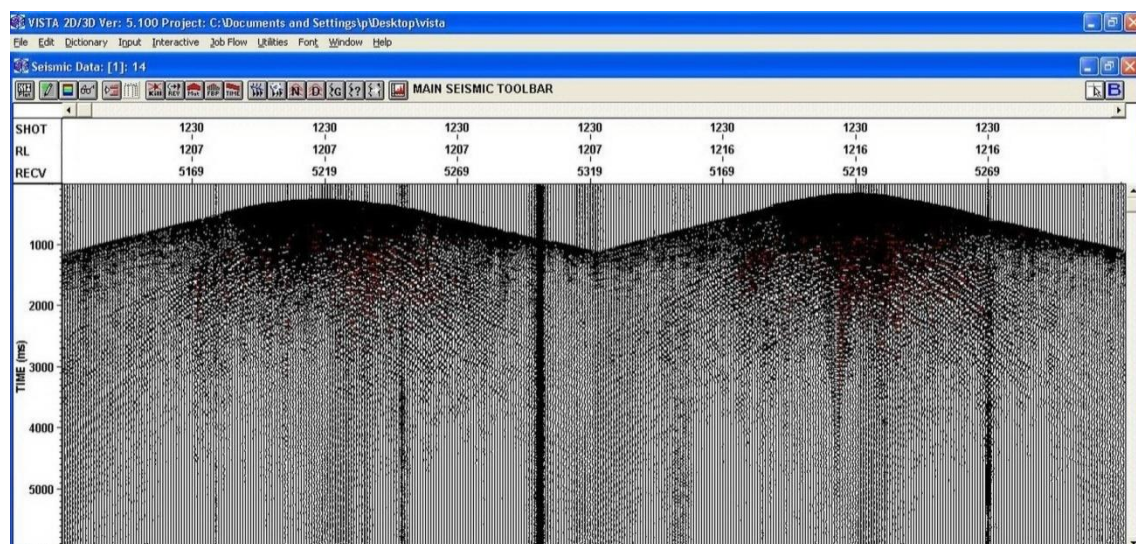 VISTA 2D/3D Ver: 5.100 Project: C:\Documents and Settings\p\Desktop\vista
File Edit Dictionary Input Interactive Job Flow Utilities Font Window Help
Seismic Data: [1]: 14
MAIN SEISMIC TOOLBAR B
SHOT 1230 1230 1230 1230 1230 1230 1230
RL 1207 1207 1207 1207 1216 1216 1216
RECV 5169 5219 5269 5319 5169 5219 5269
1000
2000
3000
4000
5000
TIME (ms)